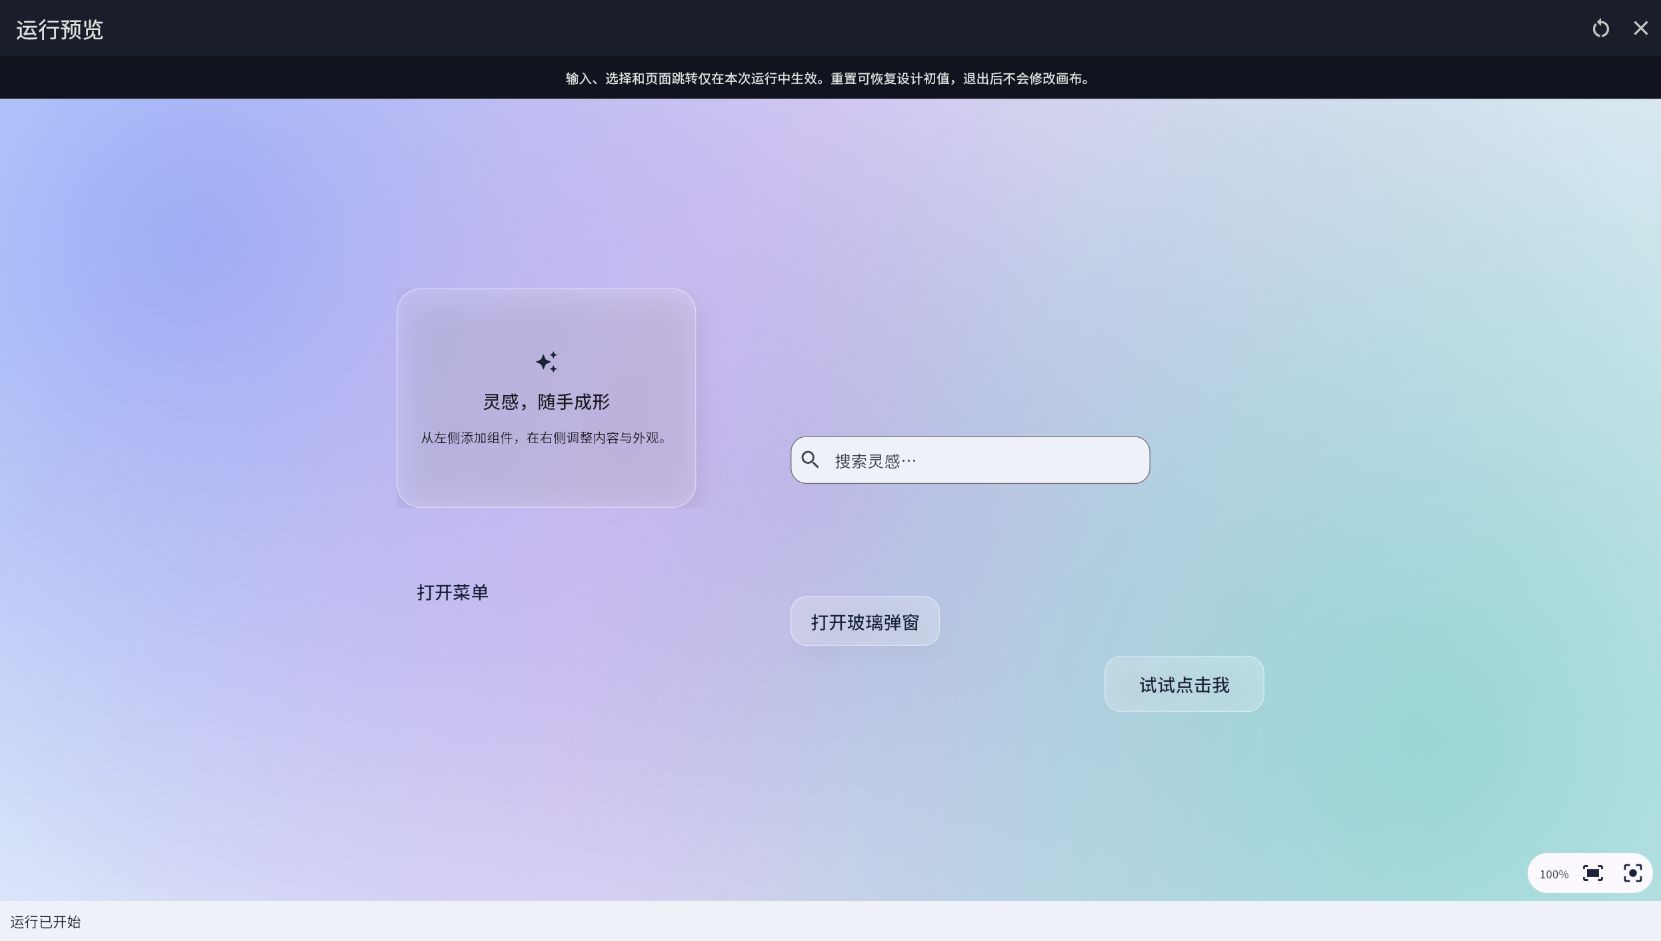 运行预览
输入、选择和页面跳转仅在本次运行中生效。重置可恢复设计初值，退出后不会修改画布。
灵感，随手成形
从左侧添加组件，在右侧调整内容与外观。
搜索灵感…
打开菜单
打开玻璃弹窗
试试点击我
100%
运行已开始